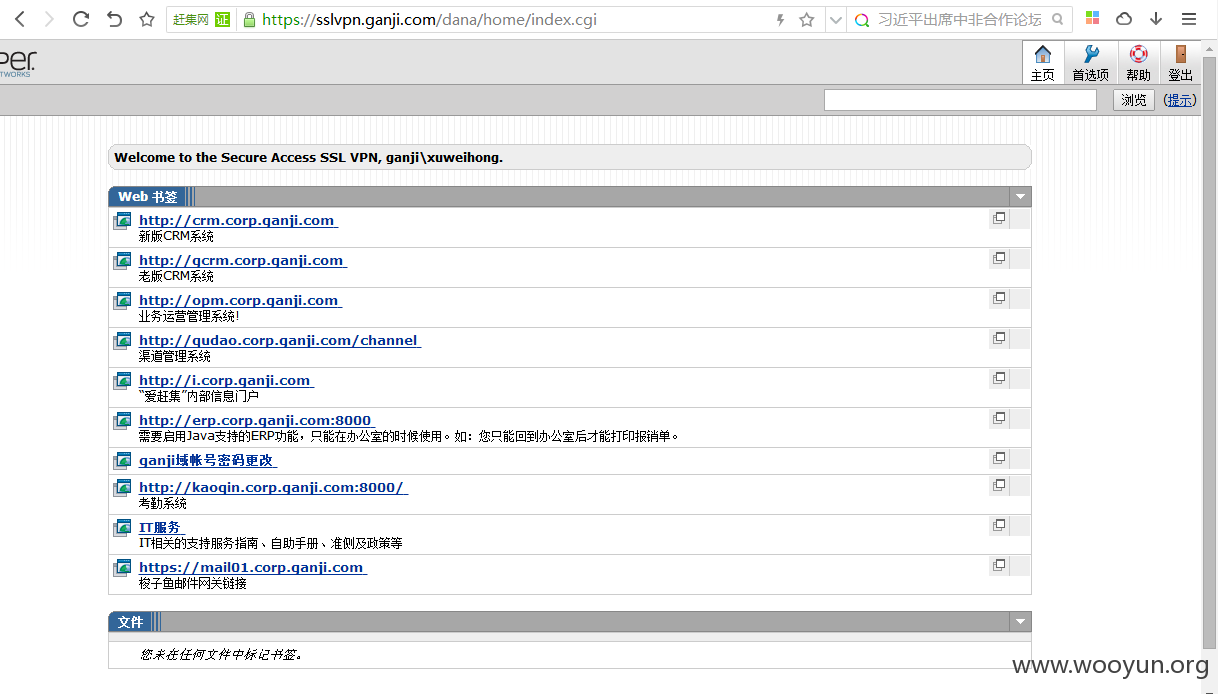 赶集网 证 https://sslvpn.ganji.com/dana/home/index.cgi 习近平出席中非合作论坛
per.
TWORKS
主页 首选项 帮助 登出
浏览 (提示)
Welcome to the Secure Access SSL VPN, ganji\xuweihong.
Web 书签
http://crm.corp.ganji.com
新版CRM系统
http://gcrm.corp.ganji.com
老版CRM系统
http://opm.corp.ganji.com
业务运营管理系统!
http://qudao.corp.ganji.com/channel
渠道管理系统
http://i.corp.ganji.com
“爱赶集”内部信息门户
http://erp.corp.ganji.com:8000
需要启用Java支持的ERP功能，只能在办公室的时候使用。如：您只能回到办公室后才能打印报销单。
ganji域帐号密码更改
http://kaoqin.corp.ganji.com:8000/
考勤系统
IT服务
IT相关的支持服务指南、自助手册、准侧及政策等
https://mail01.corp.ganji.com
梭子鱼邮件网关链接
文件
您未在任何文件中标记书签。
www.wooyun.org